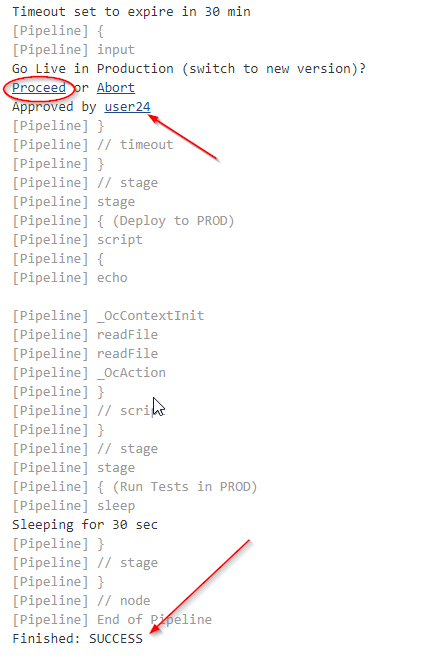 Timeout set to expire in 30 min
[Pipeline] {
[Pipeline] input
Go Live in Production (switch to new version)?
Proceed or Abort
Approved by user24
[Pipeline] }
[Pipeline] // timeout
[Pipeline] }
[Pipeline] // stage
[Pipeline] stage
[Pipeline] { (Deploy to PROD)
[Pipeline] script
[Pipeline] {
[Pipeline] echo
[Pipeline] _OcContextInit
[Pipeline] readFile
[Pipeline] readFile
[Pipeline] _OcAction
[Pipeline] }
[Pipeline] // script
[Pipeline] }
[Pipeline] // stage
[Pipeline] stage
[Pipeline] { (Run Tests in PROD)
[Pipeline] sleep
Sleeping for 30 sec
[Pipeline] }
[Pipeline] // stage
[Pipeline] }
[Pipeline] // node
[Pipeline] End of Pipeline
Finished: SUCCESS